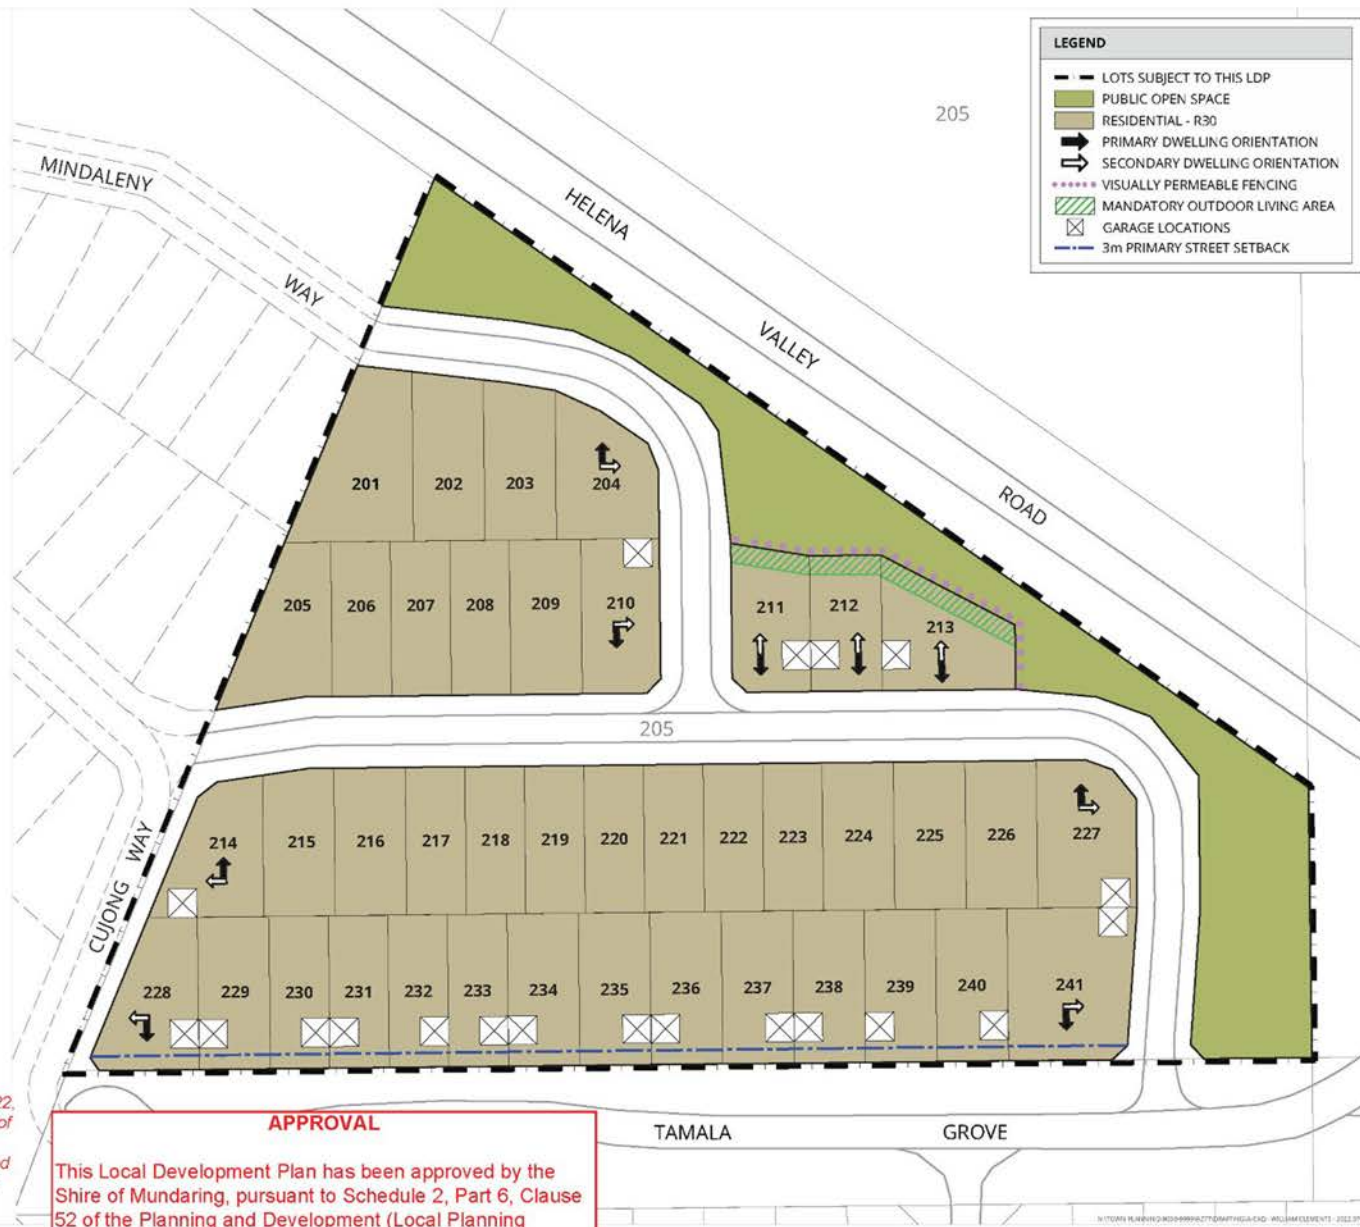 LEGEND
LOTS SUBJECT TO THIS LDP
PUBLIC OPEN SPACE
RESIDENTIAL - R30
PRIMARY DWELLING ORIENTATION
SECONDARY DWELLING ORIENTATION
VISUALLY PERMEABLE FENCING
MANDATORY OUTDOOR LIVING AREA
GARAGE LOCATIONS
3m PRIMARY STREET SETBACK
205
MINDALENY
WAY
HELENA
VALLEY
ROAD
201 202 203 204
205 206 207 208 209 210
211 212 213
205
CUJONG WAY
214 215 216 217 218 219 220 221 222 223 224 225 226 227
228 229 230 231 232 233 234 235 236 237 238 239 240 241
TAMALA GROVE
22,
of
d
APPROVAL
This Local Development Plan has been approved by the
Shire of Mundaring, pursuant to Schedule 2, Part 6, Clause
52 of the Planning and Development (Local Planning